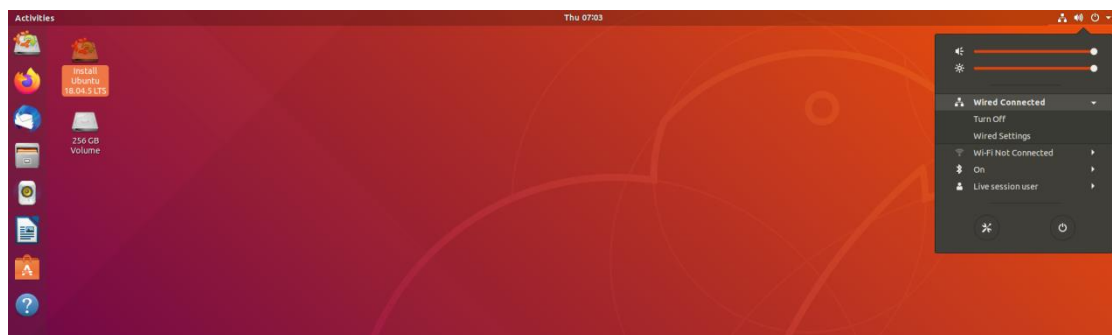 Activities
Thu 07:03
Install
Ubuntu
18.04.5 LTS
256 GB
Volume
Wired Connected
Turn Off
Wired Settings
Wi-Fi Not Connected
On
Live session user